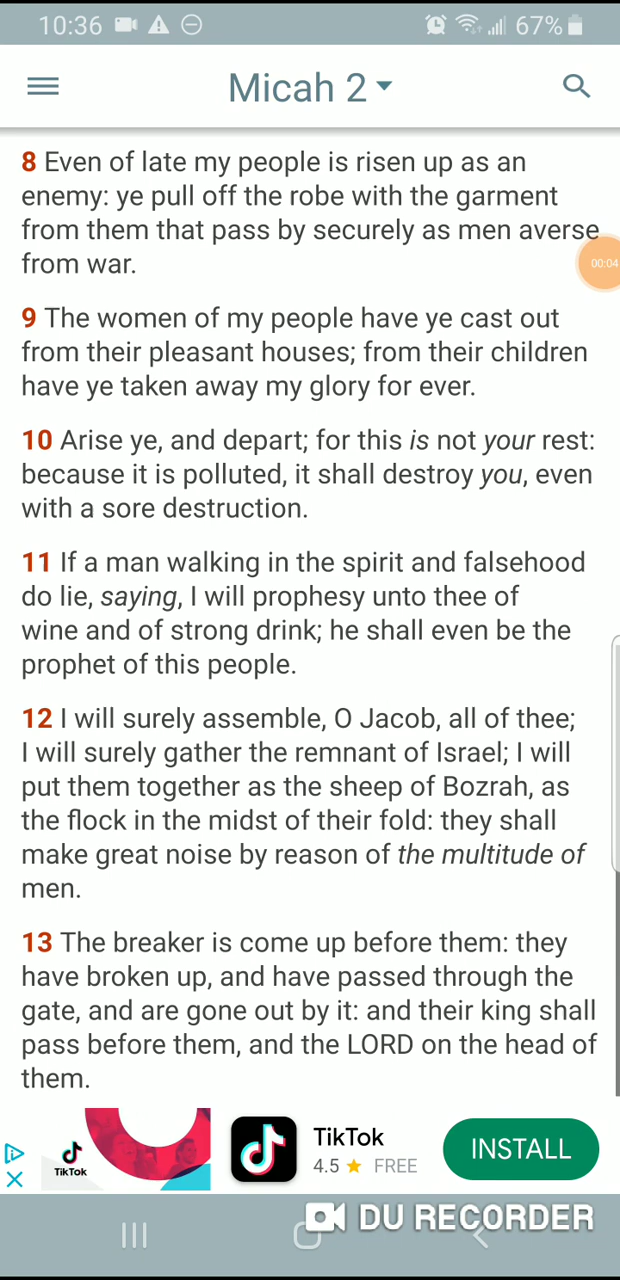 10:36 67%
Micah 2
8 Even of late my people is risen up as an
enemy: ye pull off the robe with the garment
from them that pass by securely as men averse
from war.
00:04
9 The women of my people have ye cast out
from their pleasant houses; from their children
have ye taken away my glory for ever.
10 Arise ye, and depart; for this is not your rest:
because it is polluted, it shall destroy you, even
with a sore destruction.
11 If a man walking in the spirit and falsehood
do lie, saying, I will prophesy unto thee of
wine and of strong drink; he shall even be the
prophet of this people.
12 I will surely assemble, O Jacob, all of thee;
I will surely gather the remnant of Israel; I will
put them together as the sheep of Bozrah, as
the flock in the midst of their fold: they shall
make great noise by reason of the multitude of
men.
13 The breaker is come up before them: they
have broken up, and have passed through the
gate, and are gone out by it: and their king shall
pass before them, and the LORD on the head of
them.
TikTok
TikTok
4.5 FREE
INSTALL
DU RECORDER